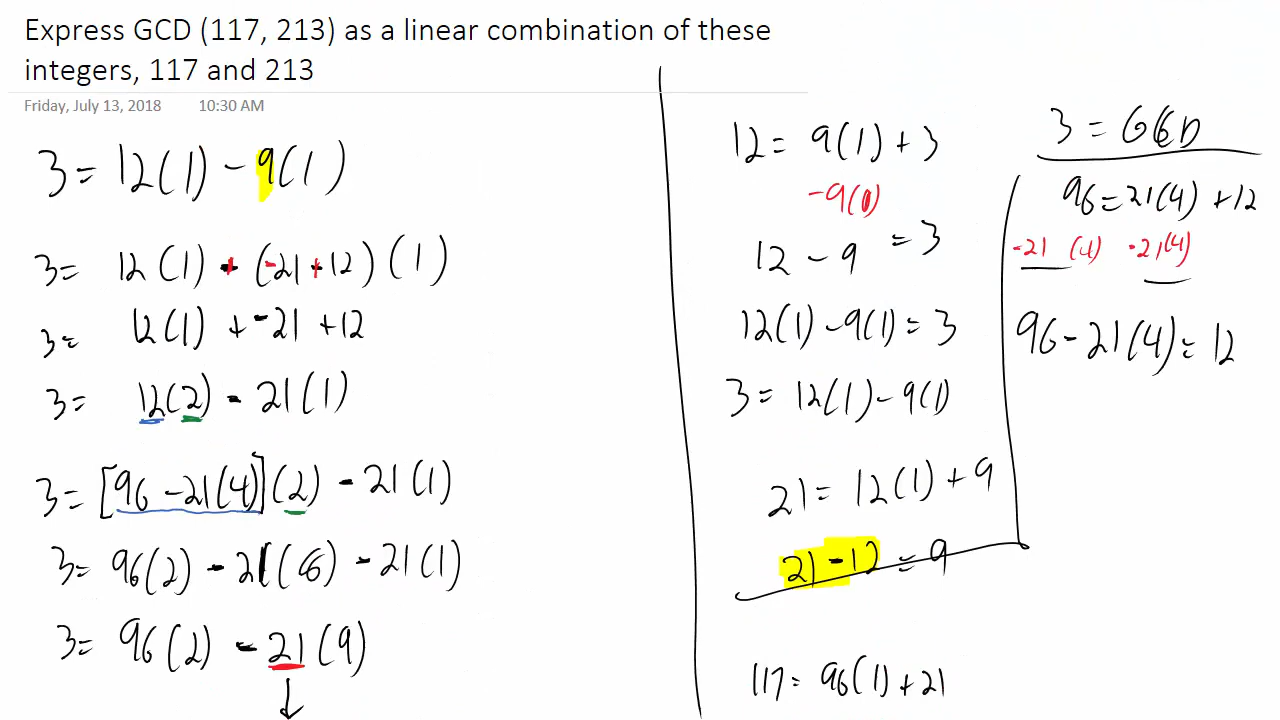 Express GCD (117, 213) as a linear combination of these
integers, 117 and 213
Friday, July 13, 2018 10:30 AM
3 = 12(1) - 9(1)
3 = 12(1) + (-21 + 12)(1)
3 = 12(1) + -21 + 12
3 = 12(2) - 21(1)
3 = [96 - 21(4)](2) - 21(1)
3 = 96(2) - 21(8) - 21(1)
3 = 96(2) - 21(9)
12 = 9(1) + 3
-9(1)
12 - 9 = 3
12(1) - 9(1) = 3
3 = 12(1) - 9(1)
21 = 12(1) + 9
21 - 12 = 9
117 = 96(1) + 21
3 = GCD
96 = 21(4) + 12
-21(4) -21(4)
96 - 21(4) = 12